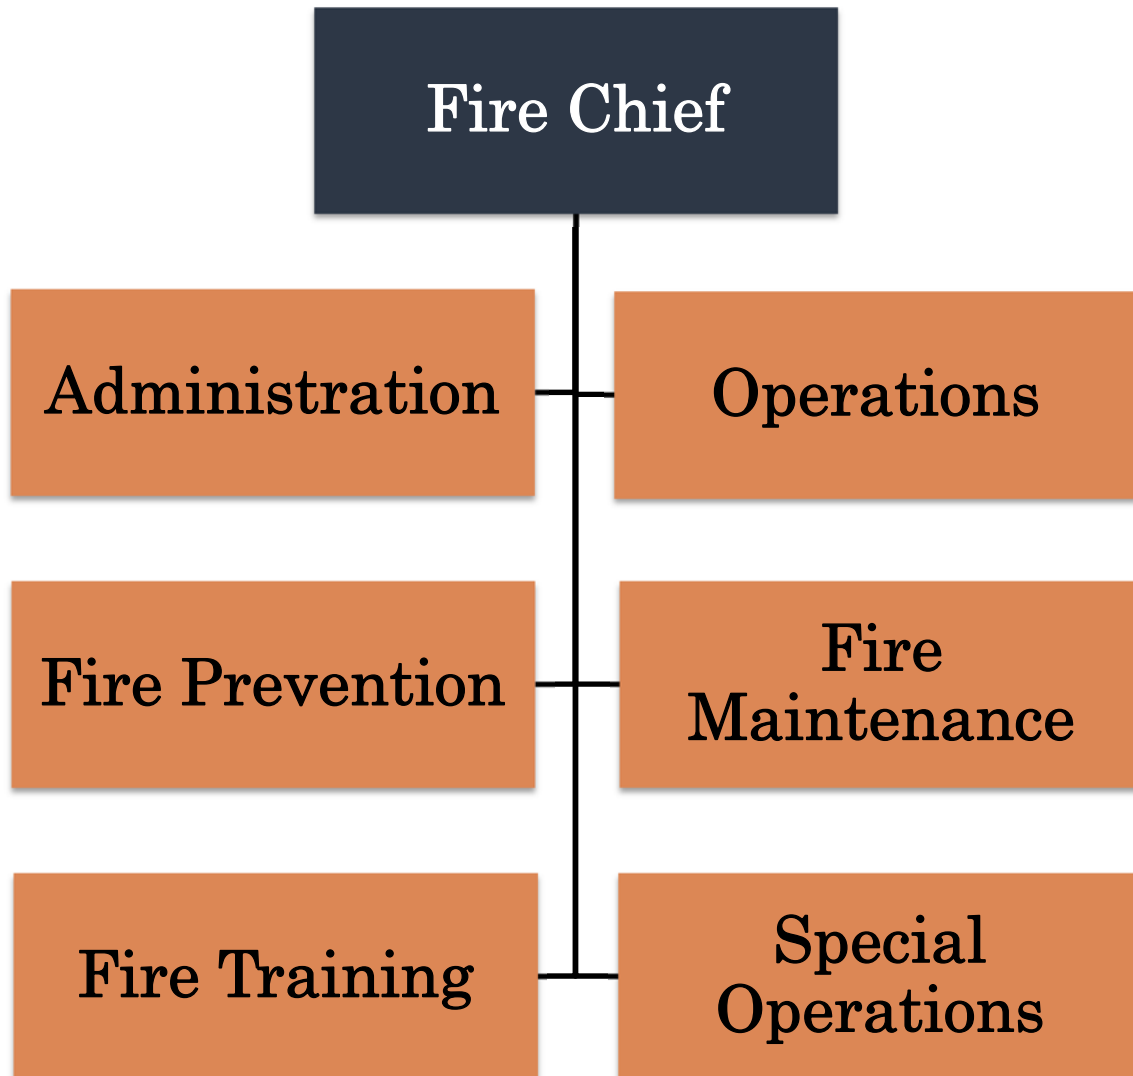 Fire Chief
Administration
Operations
Fire Prevention
Fire
Maintenance
Fire Training
Special
Operations